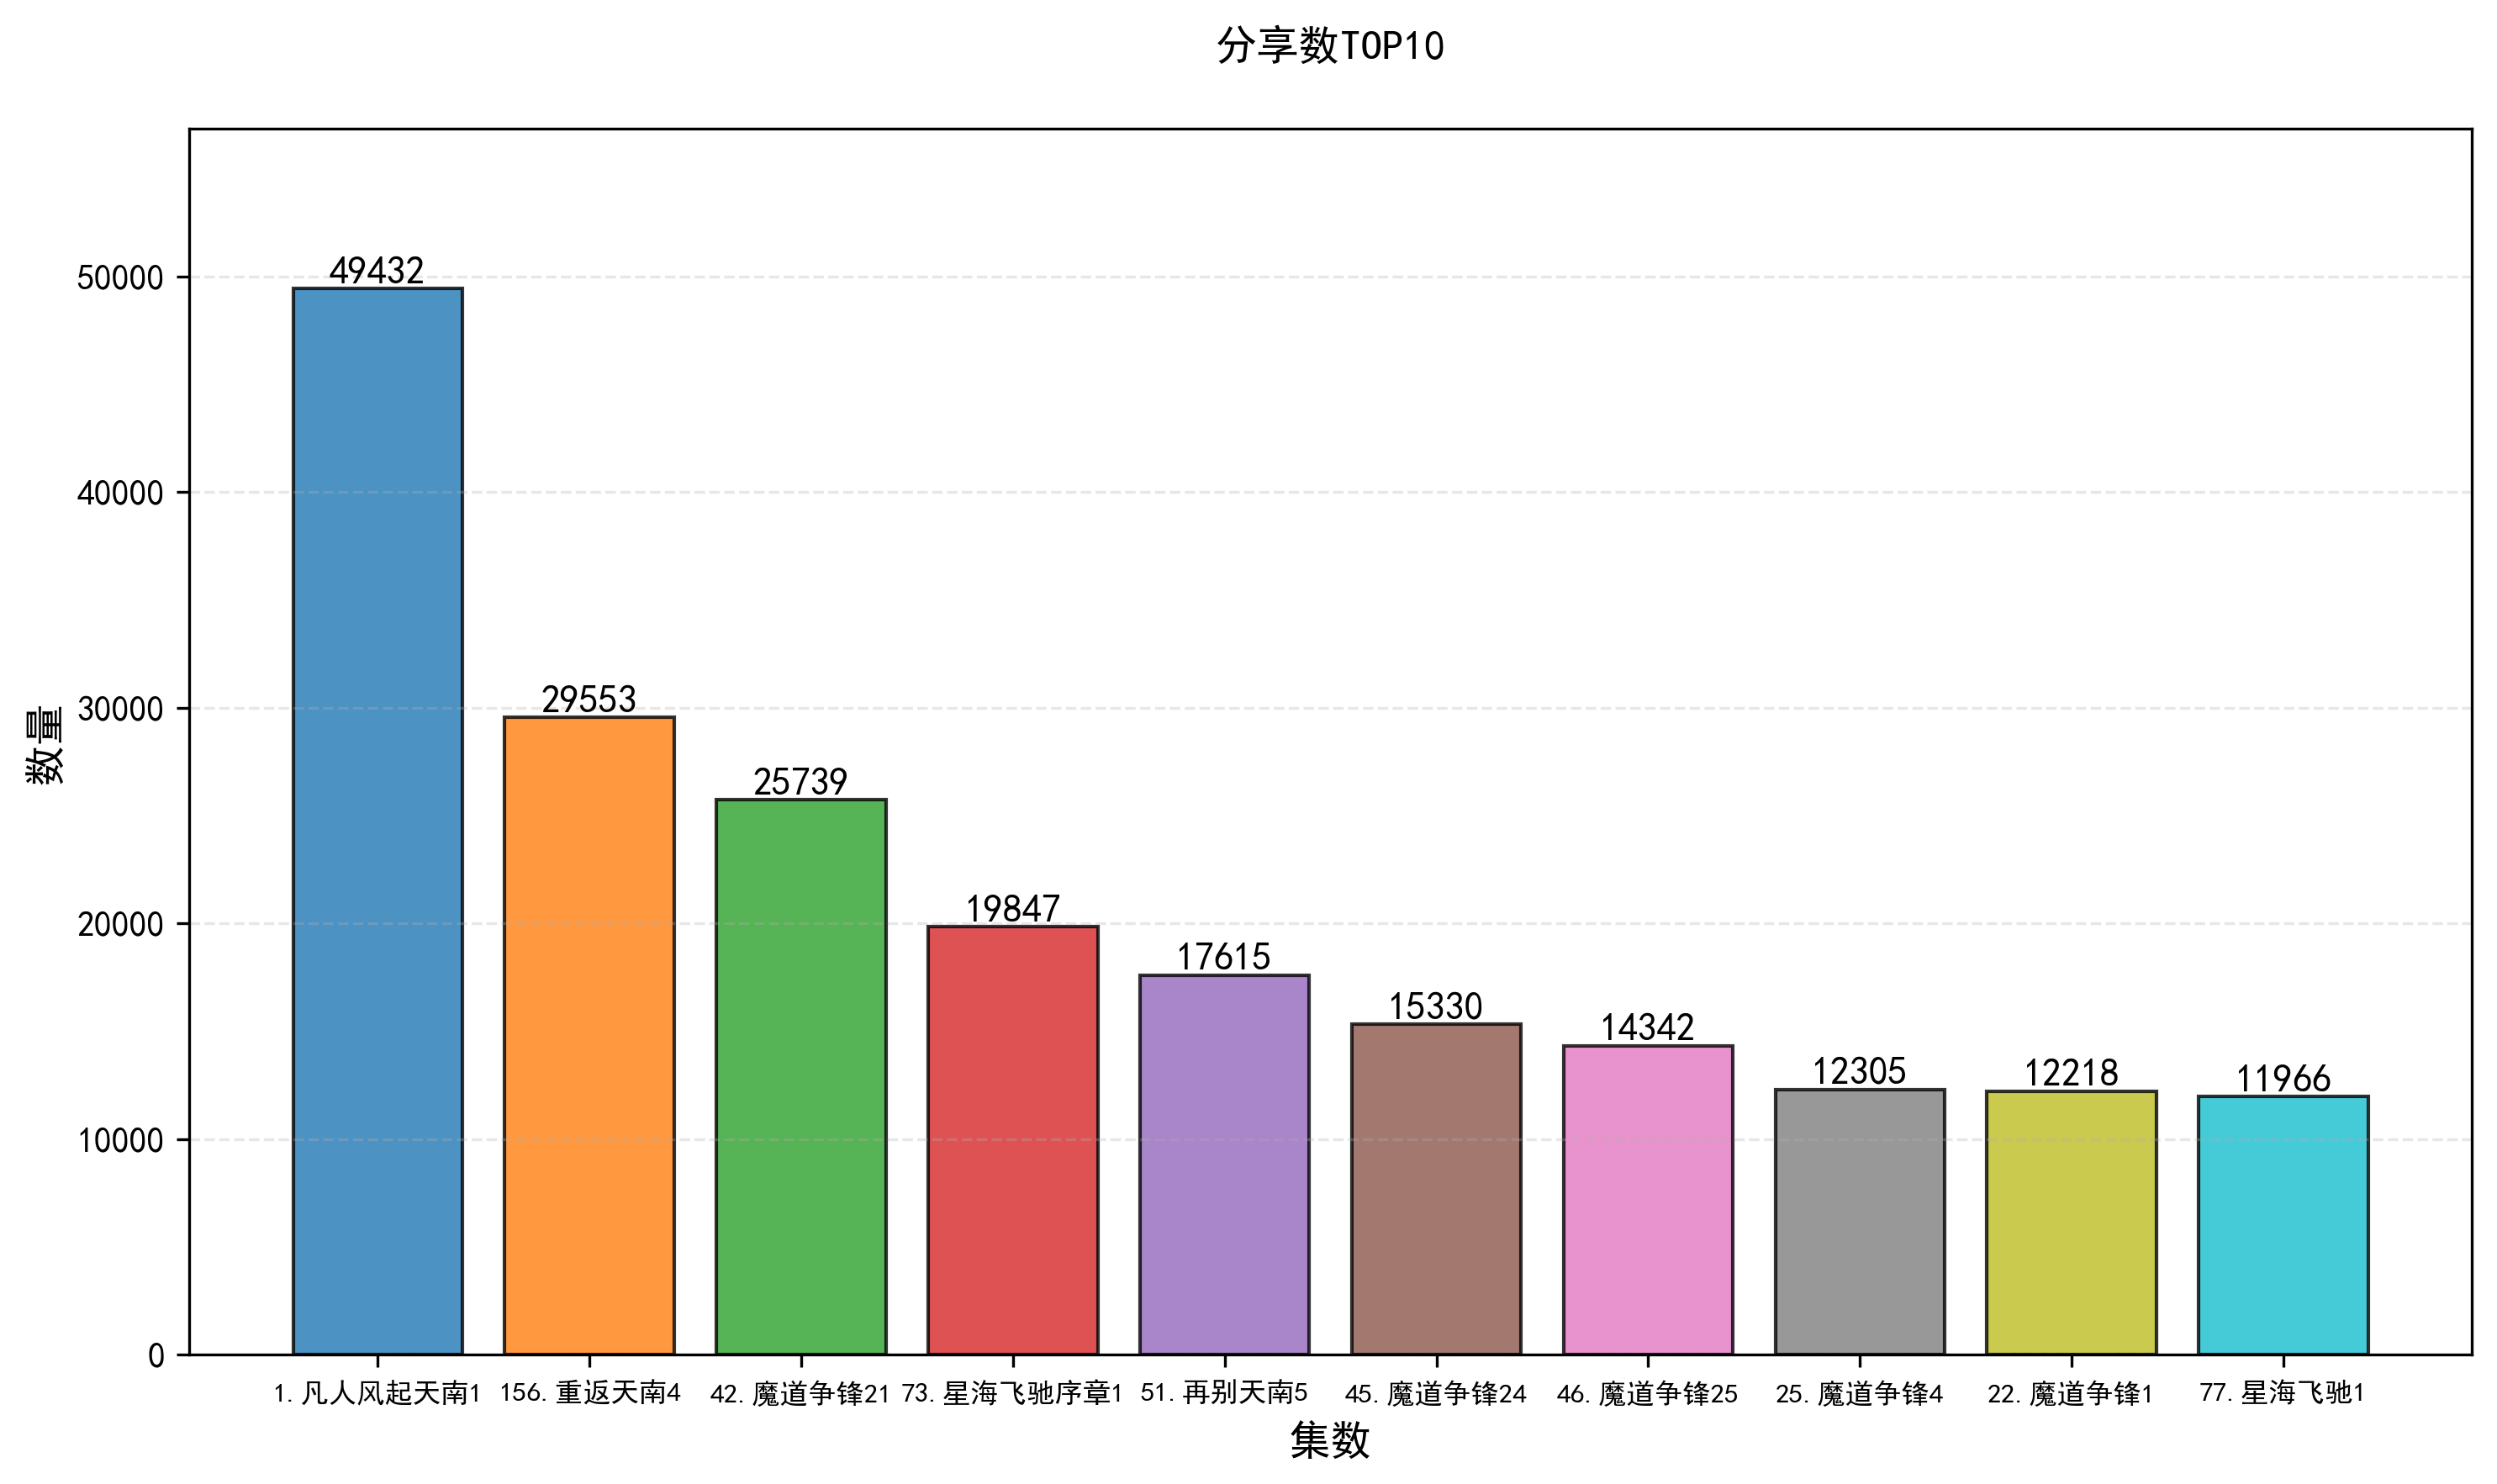 分享数TOP10
数量
50000
40000
30000
20000
10000
0
49432
29553
25739
19847
17615
15330
14342
12305
12218
11966
1.凡人风起天南1
156.重返天南4
42.魔道争锋21
73.星海飞驰序章1
51.再别天南5
45.魔道争锋24
46.魔道争锋25
25.魔道争锋4
22.魔道争锋1
77.星海飞驰1
集数